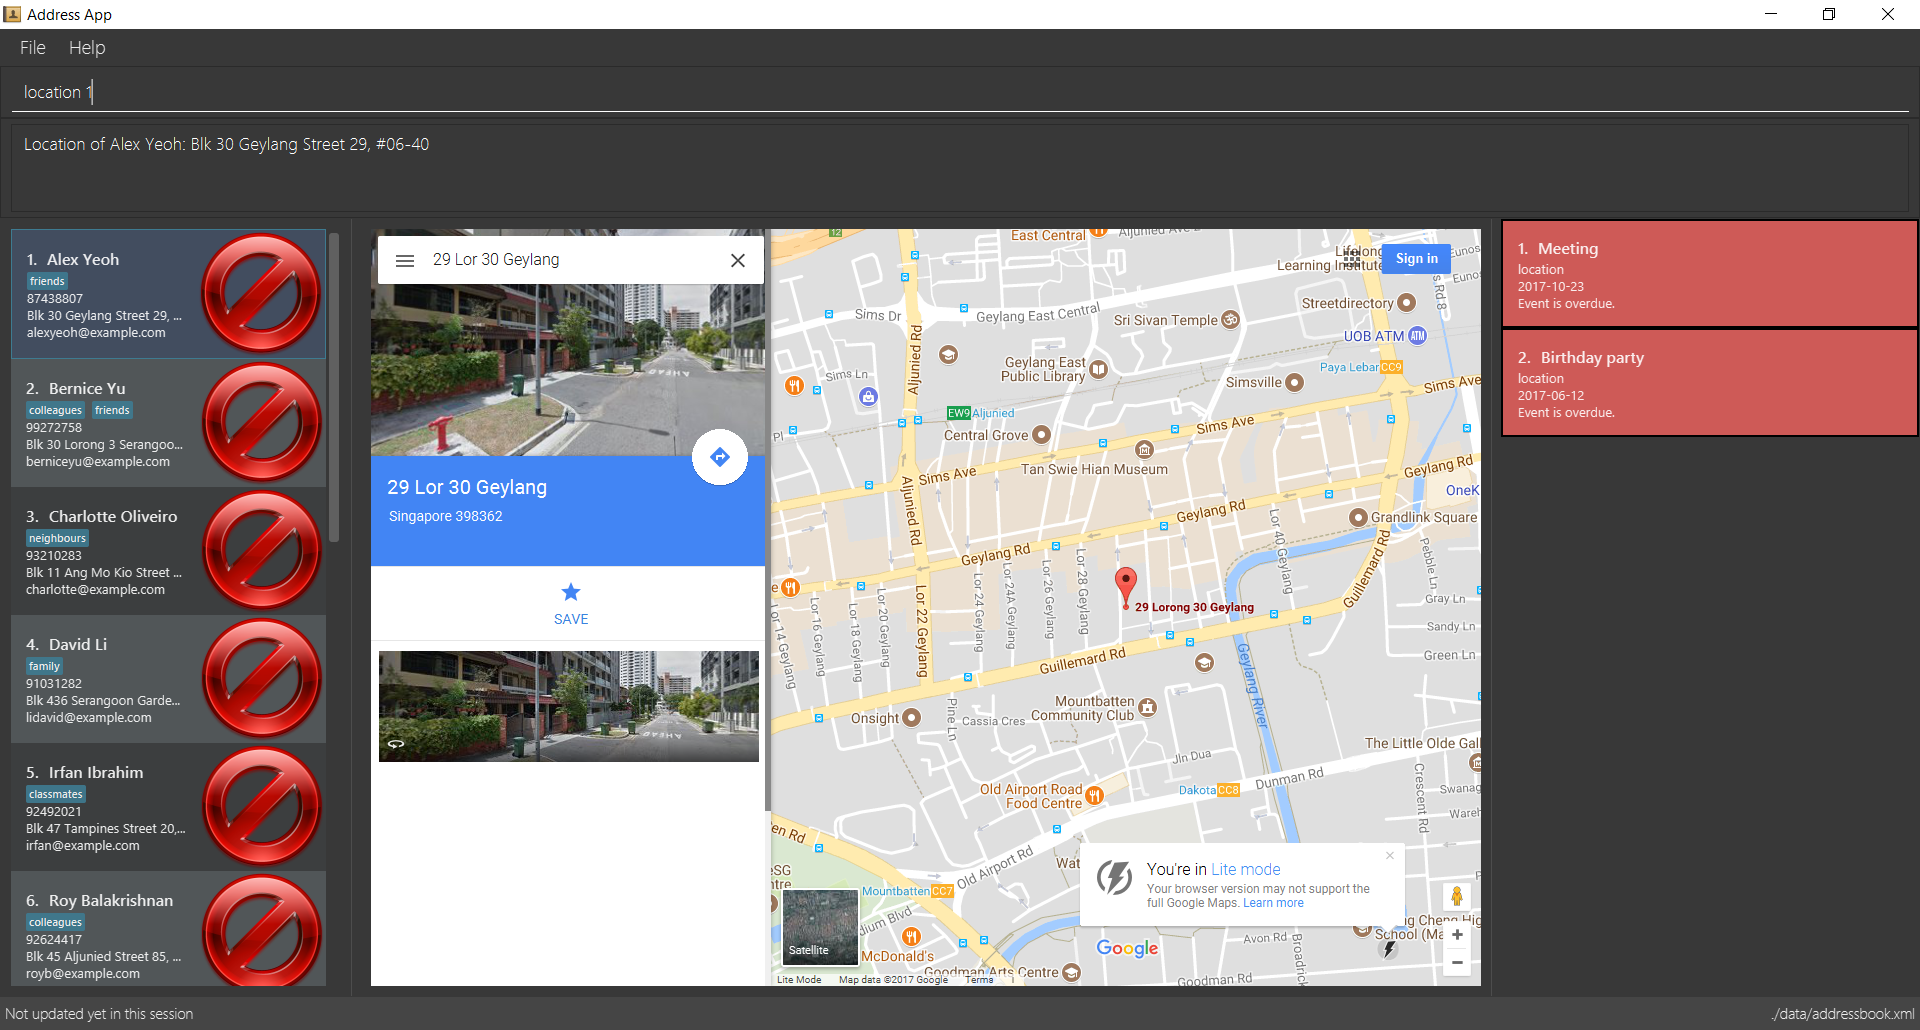 Address App
File Help
location 1
Location of Alex Yeoh: Blk 30 Geylang Street 29, #06-40
1. Alex Yeoh
friends
87438807
Blk 30 Geylang Street 29, ...
alexyeoh@example.com
2. Bernice Yu
colleagues friends
99272758
Blk 30 Lorong 3 Serangoo...
berniceyu@example.com
3. Charlotte Oliveiro
neighbours
93210283
Blk 11 Ang Mo Kio Street ...
charlotte@example.com
4. David Li
family
91031282
Blk 436 Serangoon Garde...
lidavid@example.com
5. Irfan Ibrahim
classmates
92492021
Blk 47 Tampines Street 20,...
irfan@example.com
6. Roy Balakrishnan
colleagues
92624417
Blk 45 Aljunied Street 85, ...
royb@example.com
29 Lor 30 Geylang
29 Lor 30 Geylang
Singapore 398362
SAVE
12
East Central
Aljunied Ave 2
Lifelong
Learning Institute
Sign in
Eunos
Eunos
Rd 8
Sims Dr
Geylang East Central
Streetdirectory
Sri Sivan Temple
UOB ATM
ATM
Aljunied Rd
Geylang East
Public Library
Paya Lebar CC9
Sims Ln
Simsville
Sims Ave
EW9 Aljunied
Central Grove
Sims Ave
Pl
Tan Swie Hian Museum
Geylang Rd
Sims Ave
OneK
Aljunied Rd
Geylang Rd
Grandlink Square
Lor 40 Geylang
Pebble Ln
Geylang Rd
Guillemard Rd
Lor 14 Geylang
Lor 16 Geylang
Lor 18 Geylang
Lor 20 Geylang
Lor 22 Geylang
Lor 24 Geylang
Lor 24A Geylang
Lor 26 Geylang
Lor 28 Geylang
29 Lorong 30 Geylang
Gray Ln
Sandy Ln
Green Ln
Guillemard Rd
Geylang River
Mountbatten
Community Club
Onsight
Pine Ln
Cassia Cres
Jln Dua
The Little Olde Gal
Old Airport Road
Food Centre
Dakota CC8
Dunman Rd
Crescent Rd
Swanag
Wareh
en Rd
Old Airport Rd
Wat
eSG
ntre
Mountbatten CC7
dium Blvd
McDonald's
Goodman Arts Centre
You're in Lite mode
Your browser version may not support the
full Google Maps. Learn more
ng Cheng Hig
School (Ma
Avon Rd
Broadrick
Goodman Rd
Google
Satellite
Lite Mode Map data ©2017 Google Terms
1. Meeting
location
2017-10-23
Event is overdue.
2. Birthday party
location
2017-06-12
Event is overdue.
Not updated yet in this session
./data/addressbook.xml